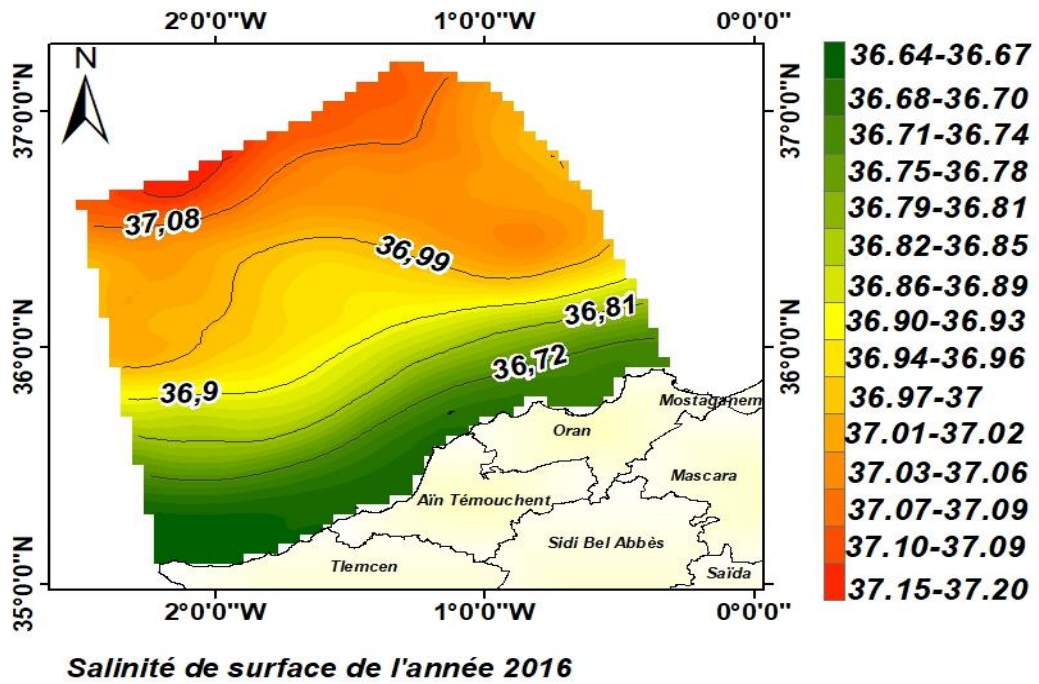 2°0'0"W 1°0'0"W 0°0'0"
N
37°0'0"N
36°0'0"N
35°0'0"N
37°0'0"N
36°0'0"N
35°0'0"N
37,08
36,99
36,81
36,72
36,9
Mostaganem
Oran
Mascara
Aïn Témouchent
Sidi Bel Abbès
Tlemcen
Saïda
2°0'0"W 1°0'0"W 0°0'0"
36.64-36.67
36.68-36.70
36.71-36.74
36.75-36.78
36.79-36.81
36.82-36.85
36.86-36.89
36.90-36.93
36.94-36.96
36.97-37
37.01-37.02
37.03-37.06
37.07-37.09
37.10-37.09
37.15-37.20
Salinité de surface de l'année 2016